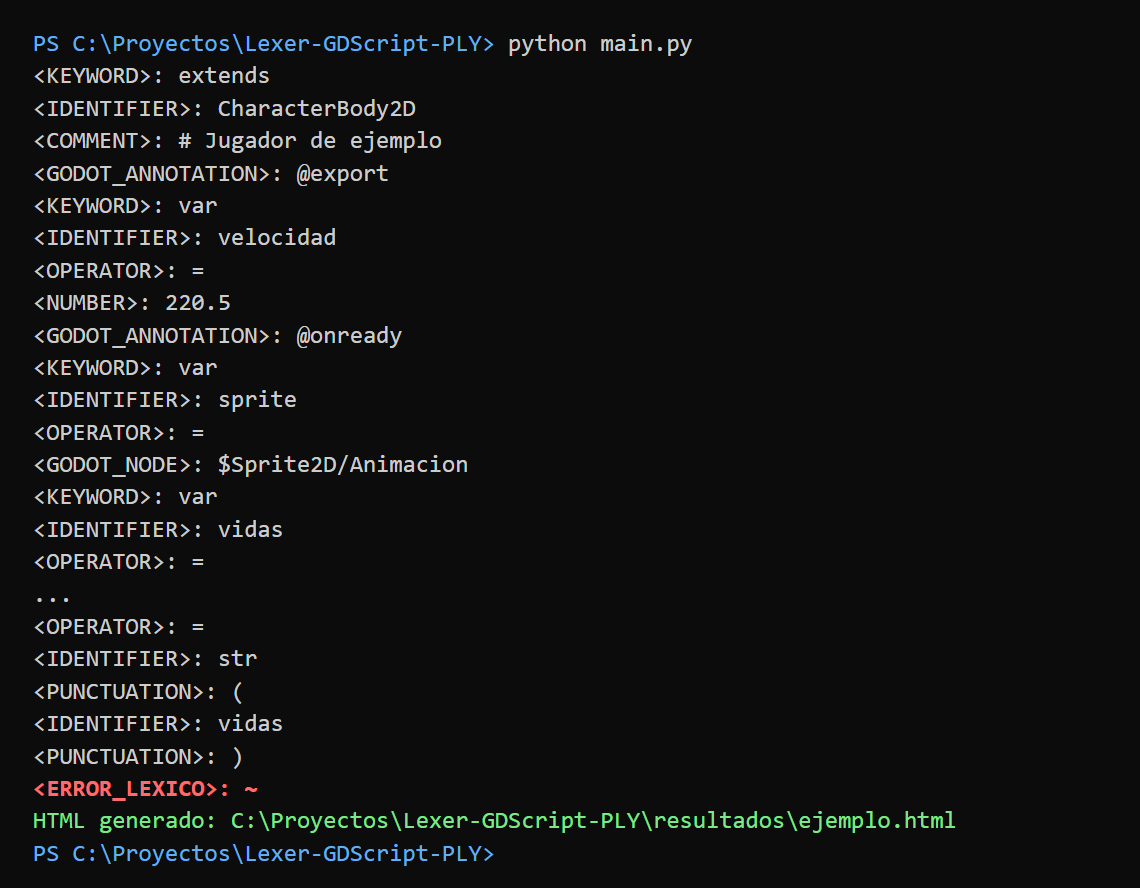 PS C:\Proyectos\Lexer-GDScript-PLY> python main.py
<KEYWORD>: extends
<IDENTIFIER>: CharacterBody2D
<COMMENT>: # Jugador de ejemplo
<GODOT_ANNOTATION>: @export
<KEYWORD>: var
<IDENTIFIER>: velocidad
<OPERATOR>: =
<NUMBER>: 220.5
<GODOT_ANNOTATION>: @onready
<KEYWORD>: var
<IDENTIFIER>: sprite
<OPERATOR>: =
<GODOT_NODE>: $Sprite2D/Animacion
<KEYWORD>: var
<IDENTIFIER>: vidas
<OPERATOR>: =
...
<OPERATOR>: =
<IDENTIFIER>: str
<PUNCTUATION>: (
<IDENTIFIER>: vidas
<PUNCTUATION>: )
<ERROR_LEXICO>: ~
HTML generado: C:\Proyectos\Lexer-GDScript-PLY\resultados\ejemplo.html
PS C:\Proyectos\Lexer-GDScript-PLY>